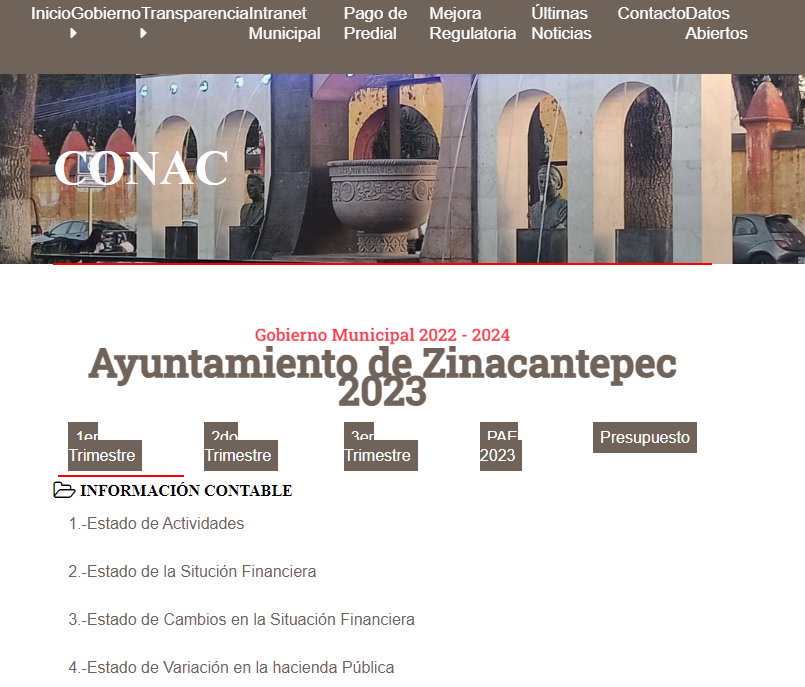 Inicio Gobierno Transparencia Intranet Municipal Pago de Predial Mejora Regulatoria Últimas Noticias Contacto Datos Abiertos
CONAC
Gobierno Municipal 2022 - 2024
Ayuntamiento de Zinacantepec
2023
1er Trimestre
2do Trimestre
3er Trimestre
PAE 2023
Presupuesto
INFORMACIÓN CONTABLE
1.-Estado de Actividades
2.-Estado de la Situción Financiera
3.-Estado de Cambios en la Situación Financiera
4.-Estado de Variación en la hacienda Pública